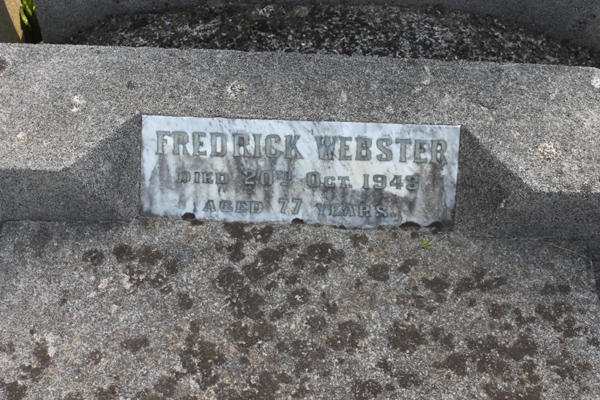 FREDRICK WEBSTER
DIED 20TH OCT. 1943
AGED 77 YEARS.